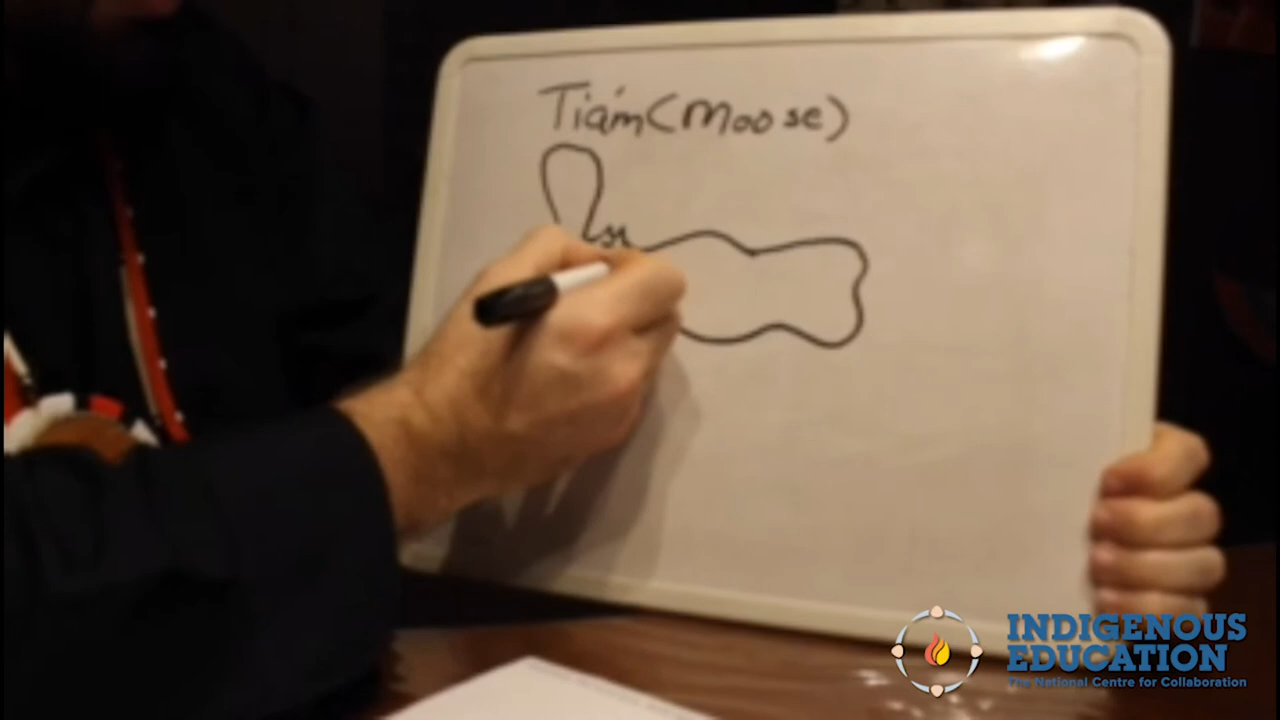 Tiám (Moose)
INDIGENOUS
EDUCATION
The National Centre for Collaboration